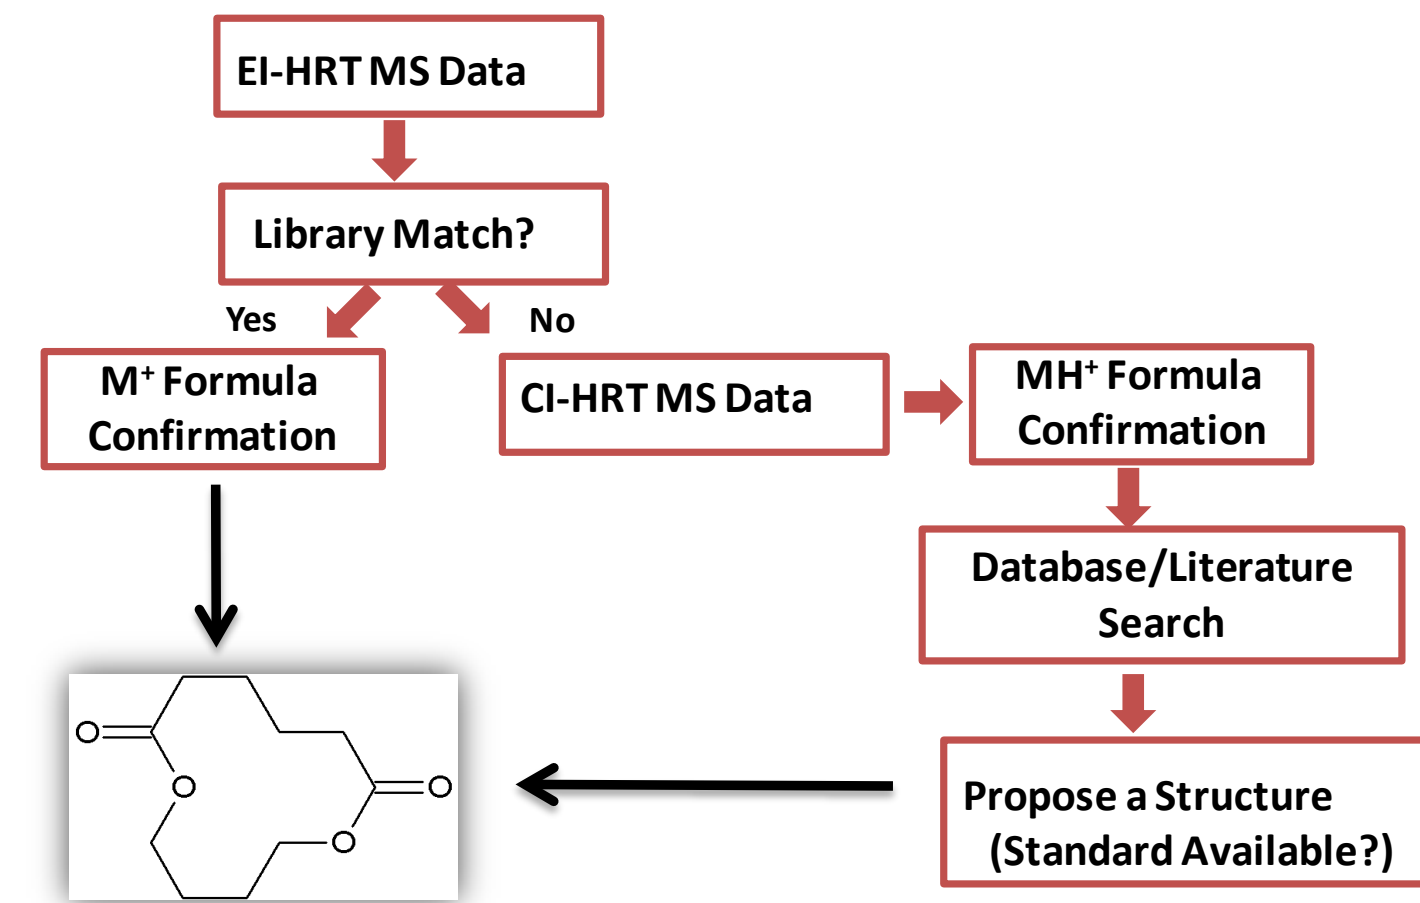 EI-HRT MS Data
Library Match?
Yes
No
M⁺ Formula
Confirmation
CI-HRT MS Data
MH⁺ Formula
Confirmation
Database/Literature
Search
Propose a Structure
(Standard Available?)
O
O
O
O